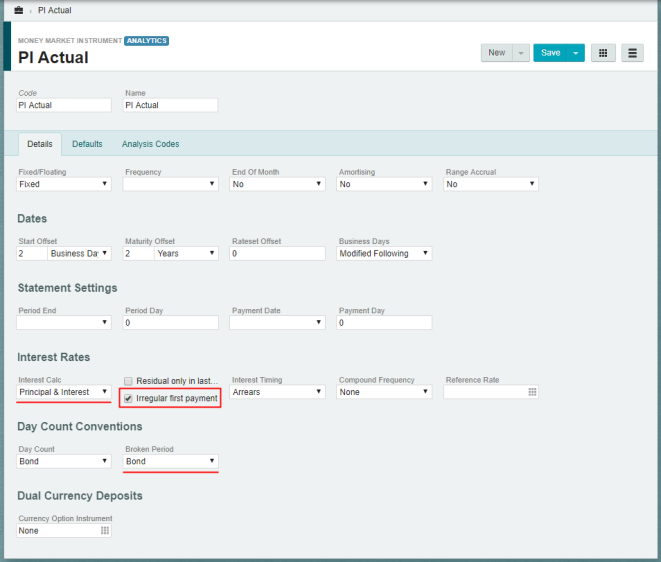 PI Actual
MONEY MARKET INSTRUMENT ANALYTICS
PI Actual
New
Save
Code
Name
PI Actual
PI Actual
Details
Defaults
Analysis Codes
Fixed/Floating
Frequency
End Of Month
Amortising
Range Accrual
Fixed
No
No
No
Dates
Start Offset
Maturity Offset
Rateset Offset
Business Days
2
Business Da
2
Years
0
Modified Following
Statement Settings
Period End
Period Day
Payment Date
Payment Day
0
0
Interest Rates
Interest Calc
Residual only in last...
Interest Timing
Compound Frequency
Reference Rate
Principal & Interest
Irregular first payment
Arrears
None
Day Count Conventions
Day Count
Broken Period
Bond
Bond
Dual Currency Deposits
Currency Option Instrument
None